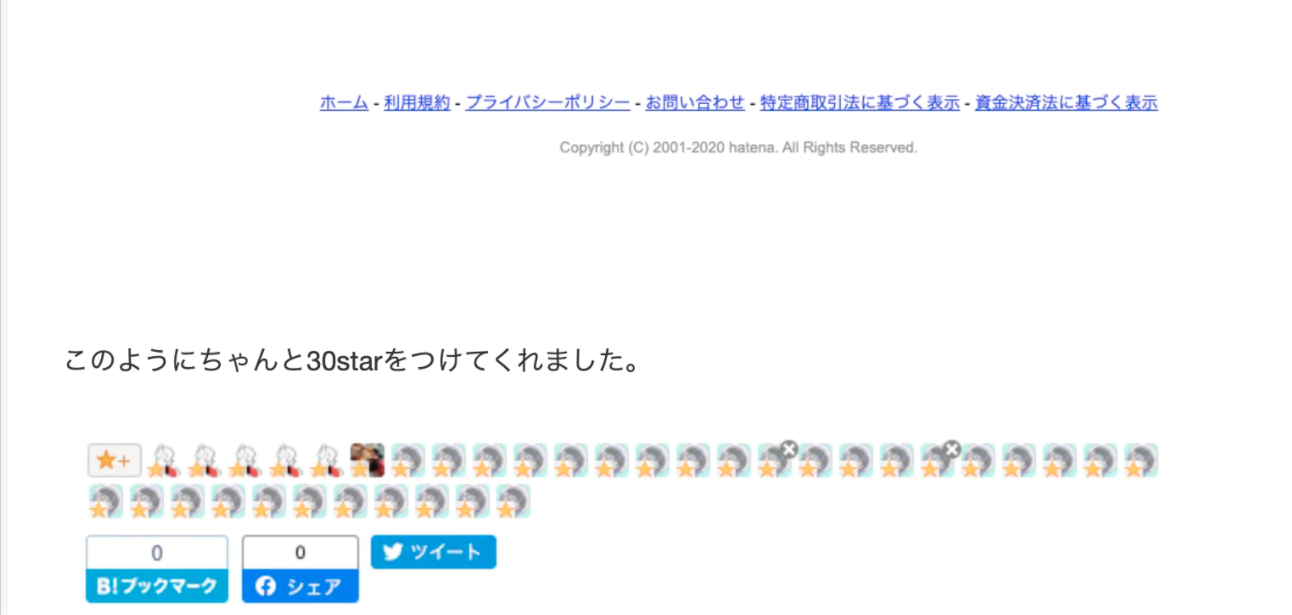 ホーム - 利用規約 - プライバシーポリシー - お問い合わせ - 特定商取引法に基づく表示 - 資金決済法に基づく表示
Copyright (C) 2001-2020 hatena. All Rights Reserved.
このようにちゃんと30starをつけてくれました。
0
B!ブックマーク
0
シェア
ツイート